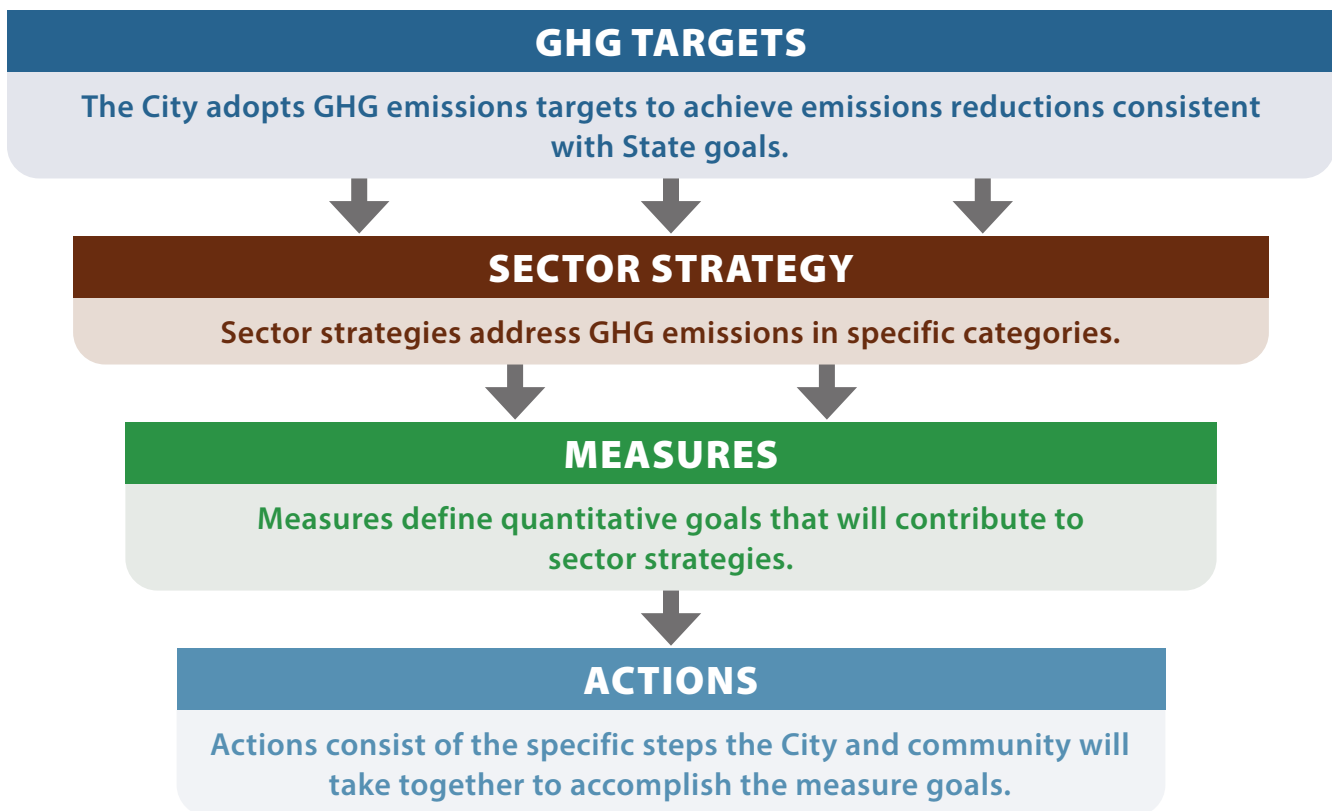 GHG TARGETS
The City adopts GHG emissions targets to achieve emissions reductions consistent
with State goals.
SECTOR STRATEGY
Sector strategies address GHG emissions in specific categories.
MEASURES
Measures define quantitative goals that will contribute to
sector strategies.
ACTIONS
Actions consist of the specific steps the City and community will
take together to accomplish the measure goals.